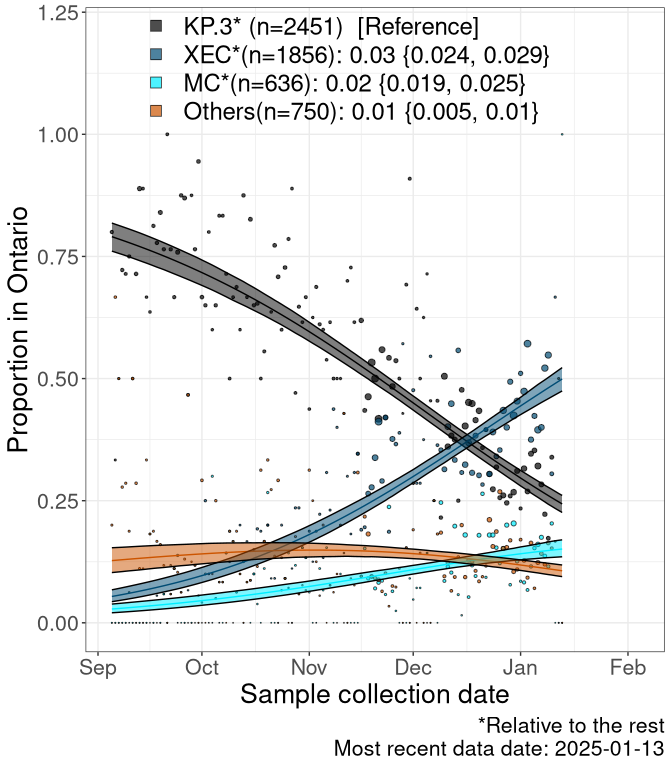 KP.3* (n=2451)  [Reference]
XEC*(n=1856): 0.03 {0.024, 0.029}
MC*(n=636): 0.02 {0.019, 0.025}
Others(n=750): 0.01 {0.005, 0.01}
1.25
1.00
0.75
0.50
0.25
0.00
Proportion in Ontario
Sep Oct Nov Dec Jan Feb
Sample collection date
*Relative to the rest
Most recent data date: 2025-01-13